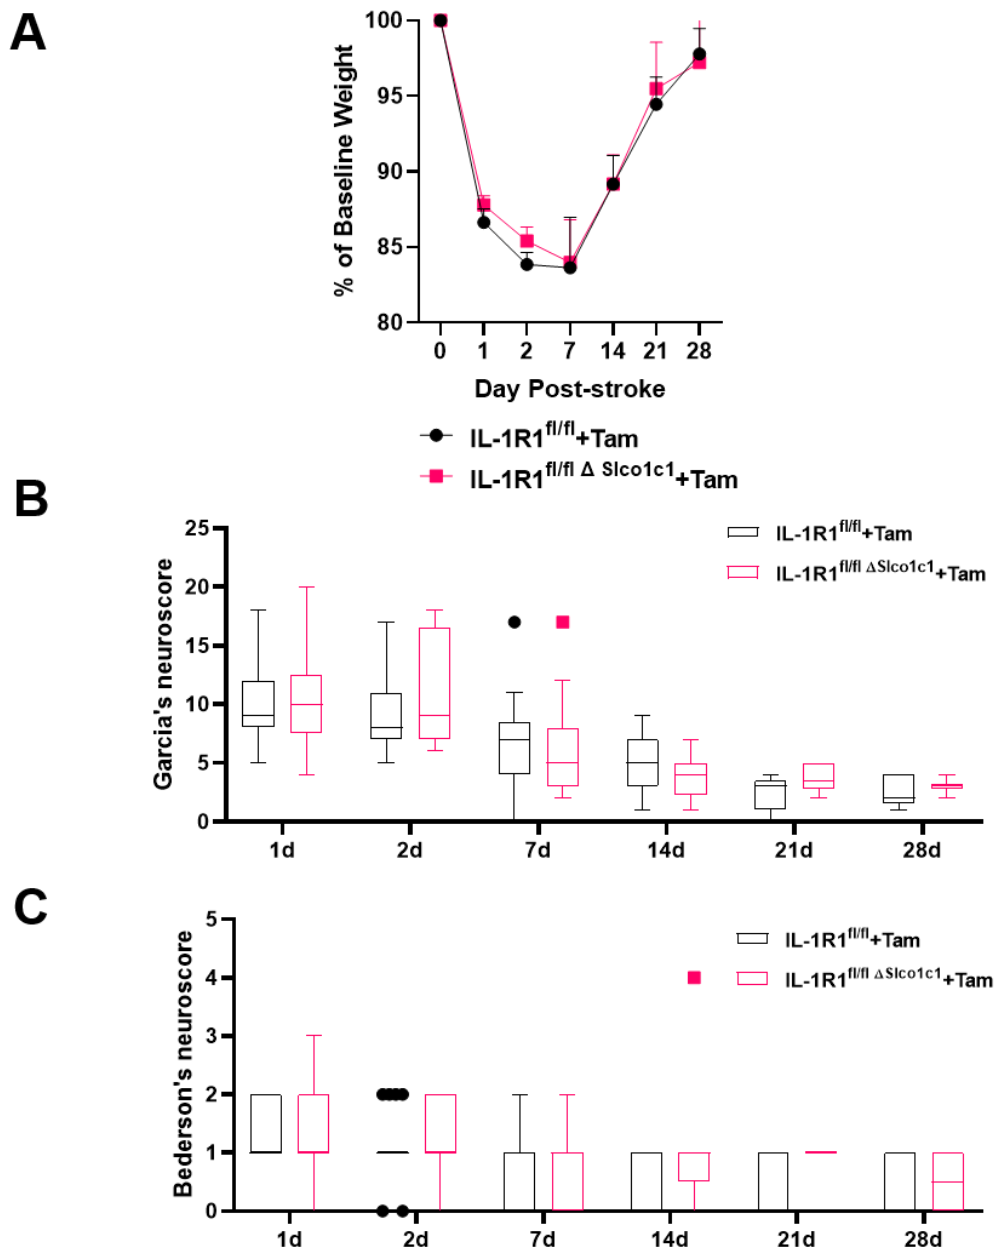 A
% of Baseline Weight
100
95
90
85
80
0 1 2 7 14 21 28
Day Post-stroke
IL-1R1fl/fl+Tam
IL-1R1fl/fl Δ Slco1c1+Tam
B
Garcia's neuroscore
25
20
15
10
5
0
1d 2d 7d 14d 21d 28d
IL-1R1fl/fl+Tam
IL-1R1fl/fl ΔSlco1c1+Tam
C
Bederson's neuroscore
5
4
3
2
1
0
1d 2d 7d 14d 21d 28d
IL-1R1fl/fl+Tam
IL-1R1fl/fl ΔSlco1c1+Tam